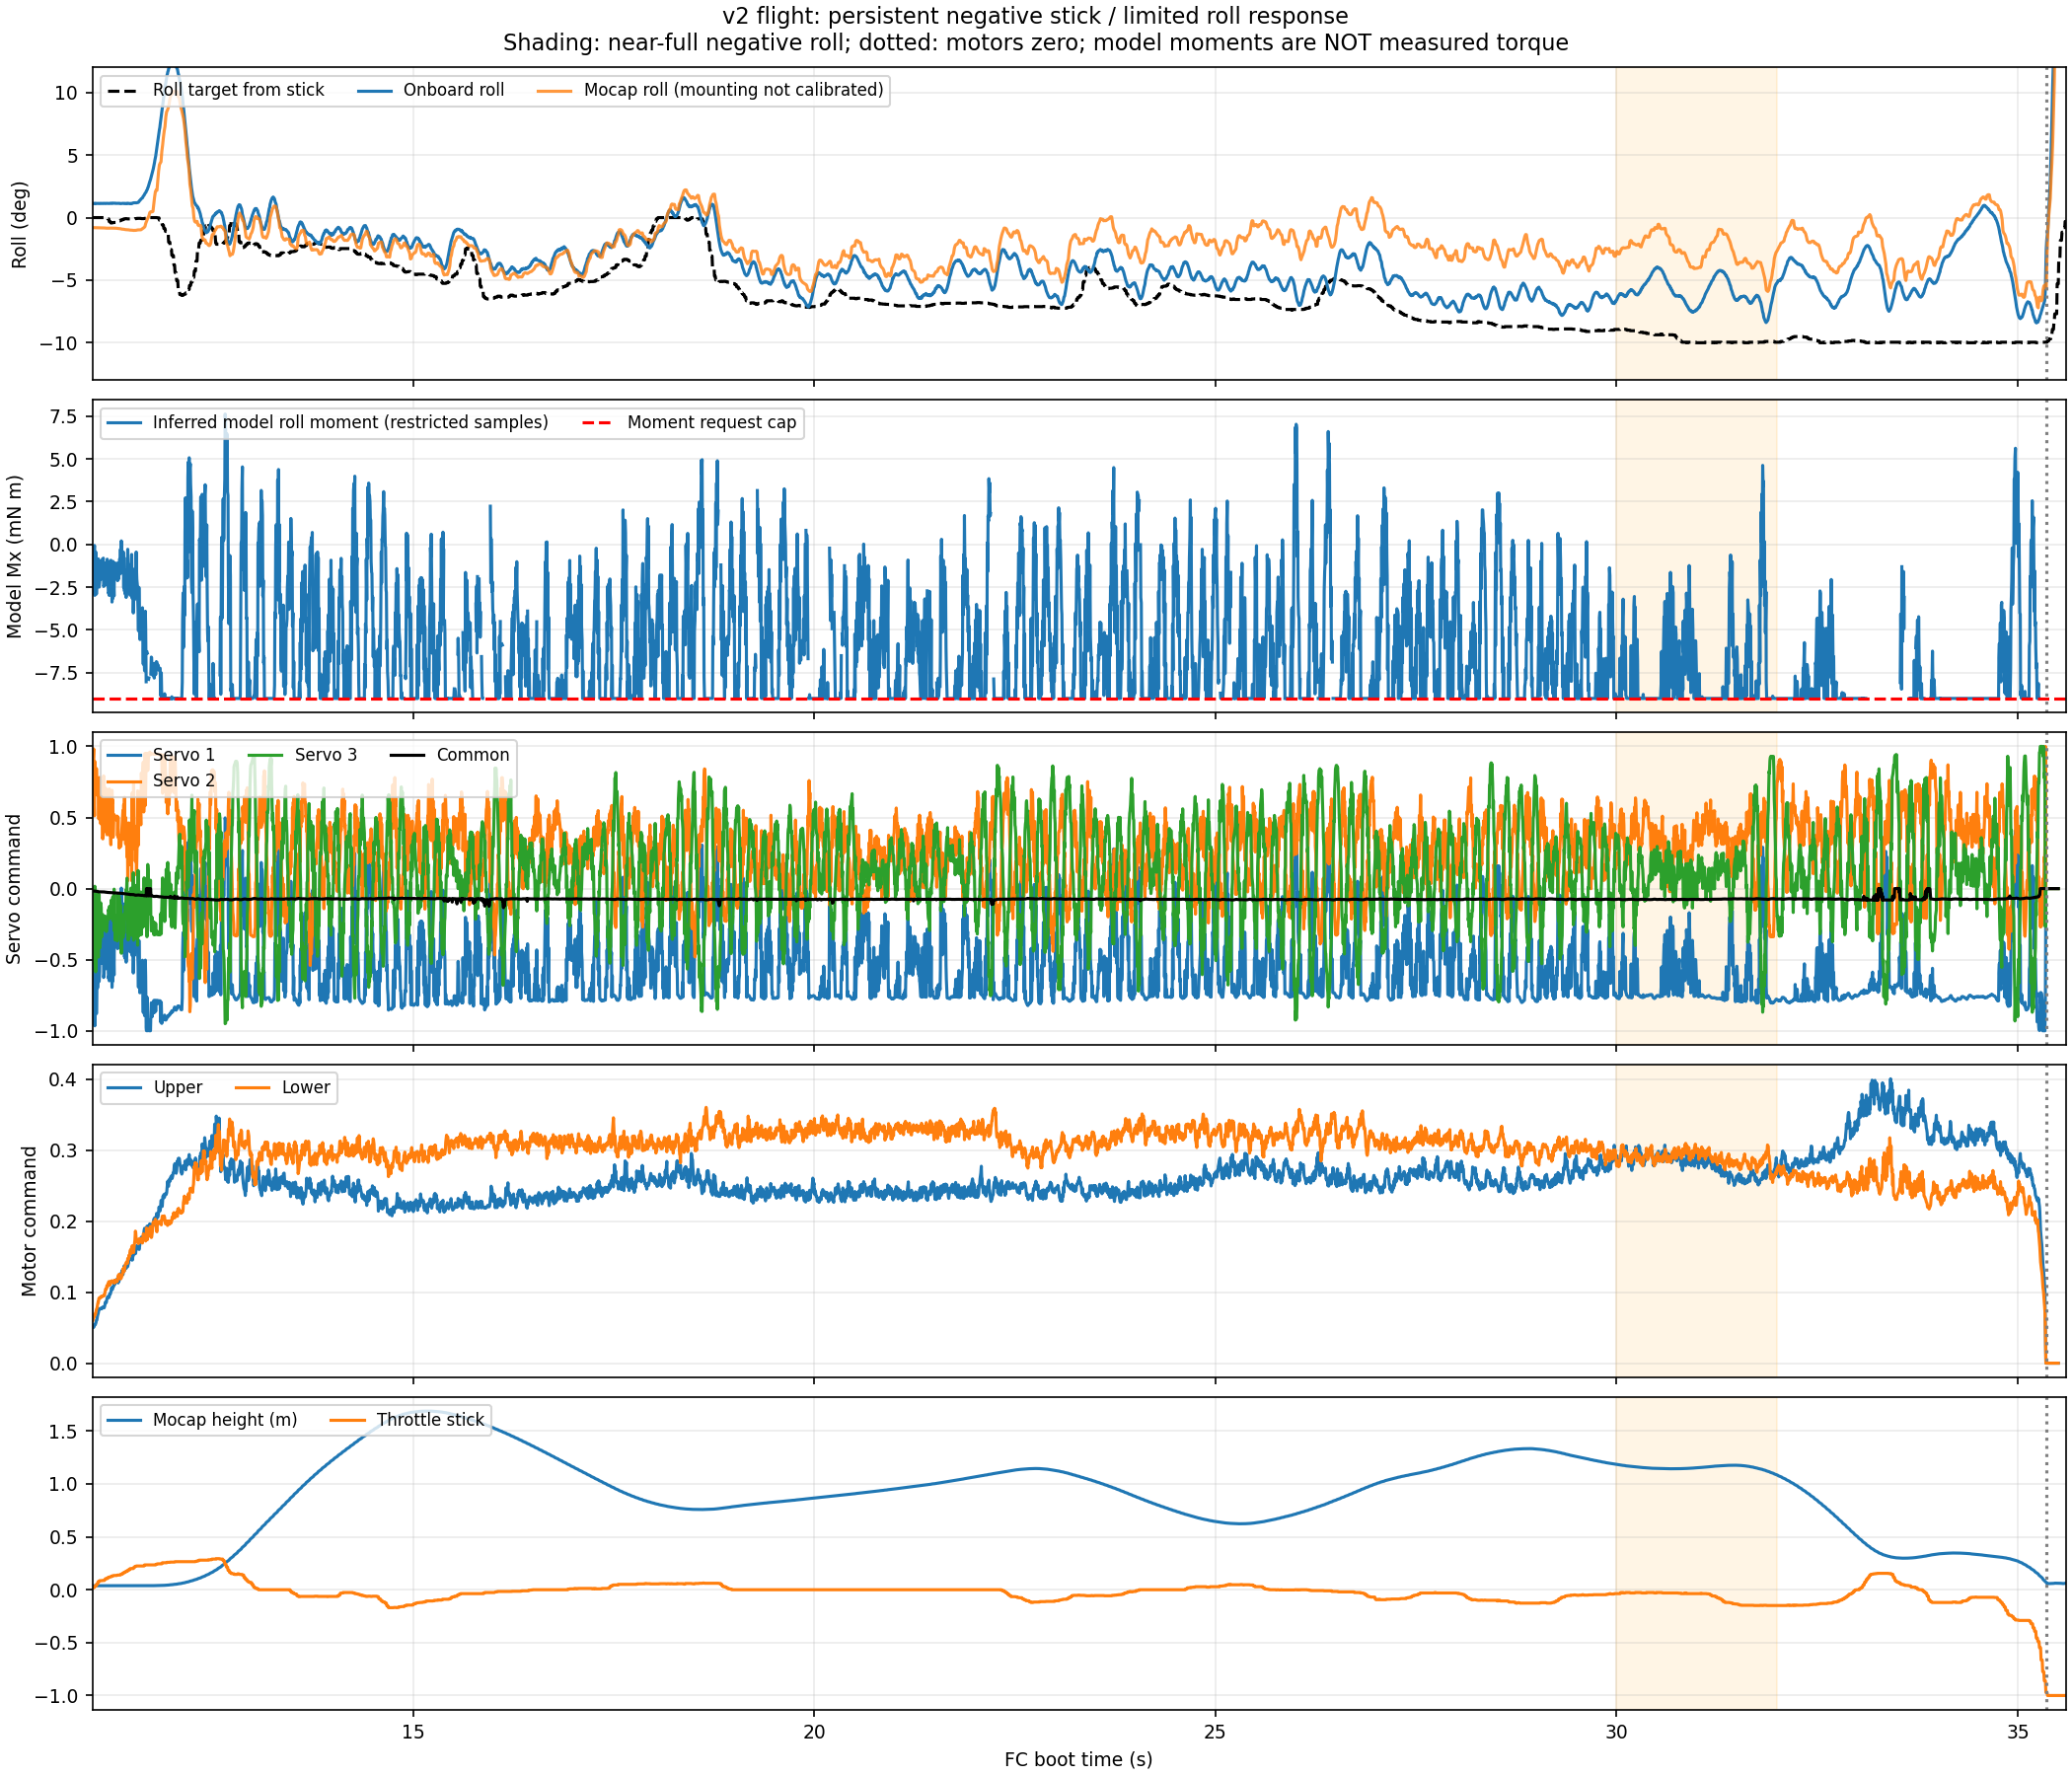 v2 flight: persistent negative stick / limited roll response
Shading: near-full negative roll; dotted: motors zero; model moments are NOT measured torque
Roll (deg)
10
5
0
−5
−10
Roll target from stick
Onboard roll
Mocap roll (mounting not calibrated)
Model Mx (mN m)
7.5
5.0
2.5
0.0
−2.5
−5.0
−7.5
Inferred model roll moment (restricted samples)
Moment request cap
Servo command
1.0
0.5
0.0
−0.5
−1.0
Servo 1
Servo 2
Servo 3
Common
Motor command
0.4
0.3
0.2
0.1
0.0
Upper
Lower
1.5
1.0
0.5
0.0
−0.5
−1.0
Mocap height (m)
Throttle stick
15
20
25
30
35
FC boot time (s)